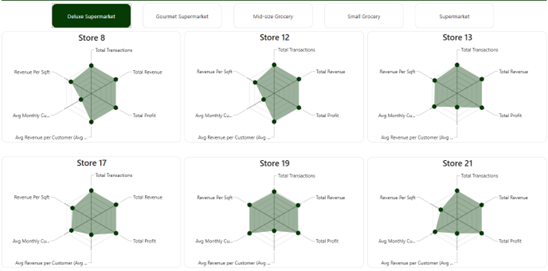 Deluxe Supermarket
Gourmet Supermarket
Mid-size Grocery
Small Grocery
Supermarket
Store 8
Total Transactions
Revenue Per Sqft
Total Revenue
Avg Monthly Cu...
Total Profit
Avg Revenue per Customer (Avg ...
Store 12
Total Transactions
Revenue Per Sqft
Total Revenue
Avg Monthly Cu...
Total Profit
Avg Revenue per Customer (Avg ...
Store 13
Total Transactions
Revenue Per Sqft
Total Revenue
Avg Monthly Cu...
Total Profit
Avg Revenue per Customer (Avg ...
Store 17
Total Transactions
Revenue Per Sqft
Total Revenue
Avg Monthly Cu...
Total Profit
Avg Revenue per Customer (Avg ...
Store 19
Total Transactions
Revenue Per Sqft
Total Revenue
Avg Monthly Cu...
Total Profit
Avg Revenue per Customer (Avg ...
Store 21
Total Transactions
Revenue Per Sqft
Total Revenue
Avg Monthly Cu...
Total Profit
Avg Revenue per Customer (Avg ...